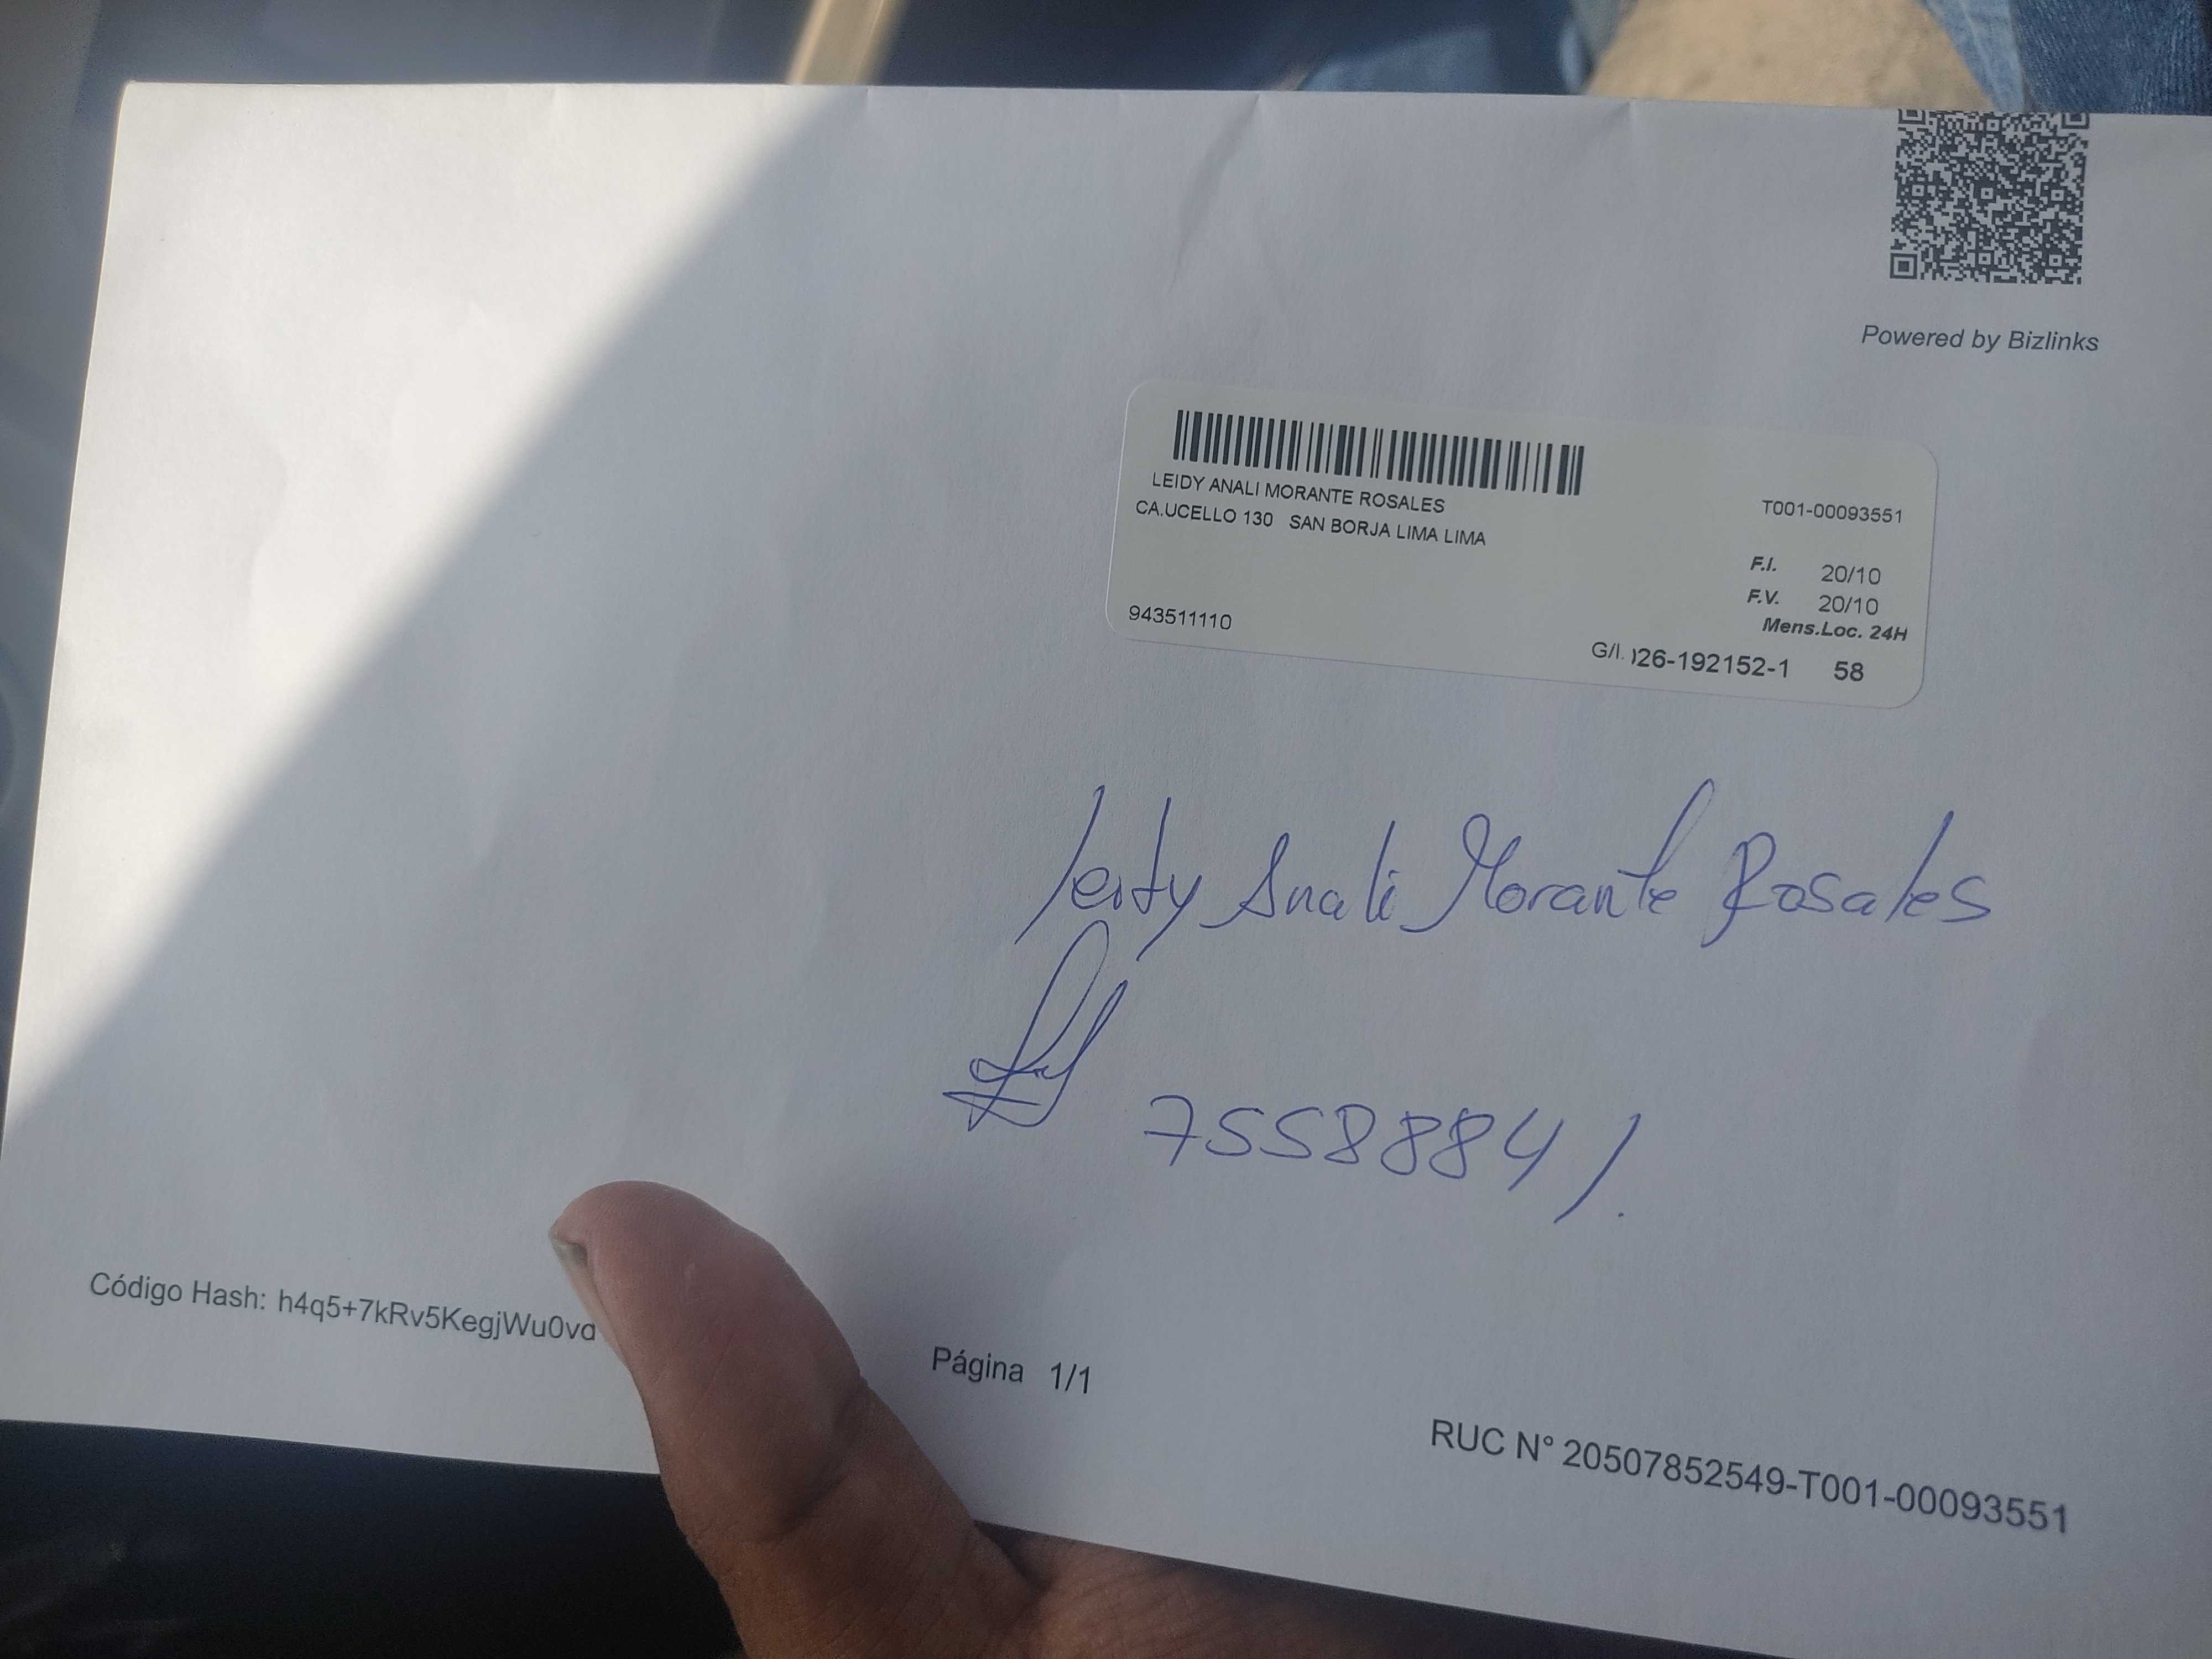 Powered by Bizlinks
LEIDY ANALI MORANTE ROSALES
T001-00093551
CA.UCELLO 130 SAN BORJA LIMA LIMA
F.I. 20/10
F.V. 20/10
Mens.Loc. 24H
943511110
G/I. 26-192152-1 58
Leidy Anali Morante Rosales
75588841
Código Hash: h4q5+7kRv5KegjWu0v
Página 1/1
RUC N° 20507852549-T001-00093551